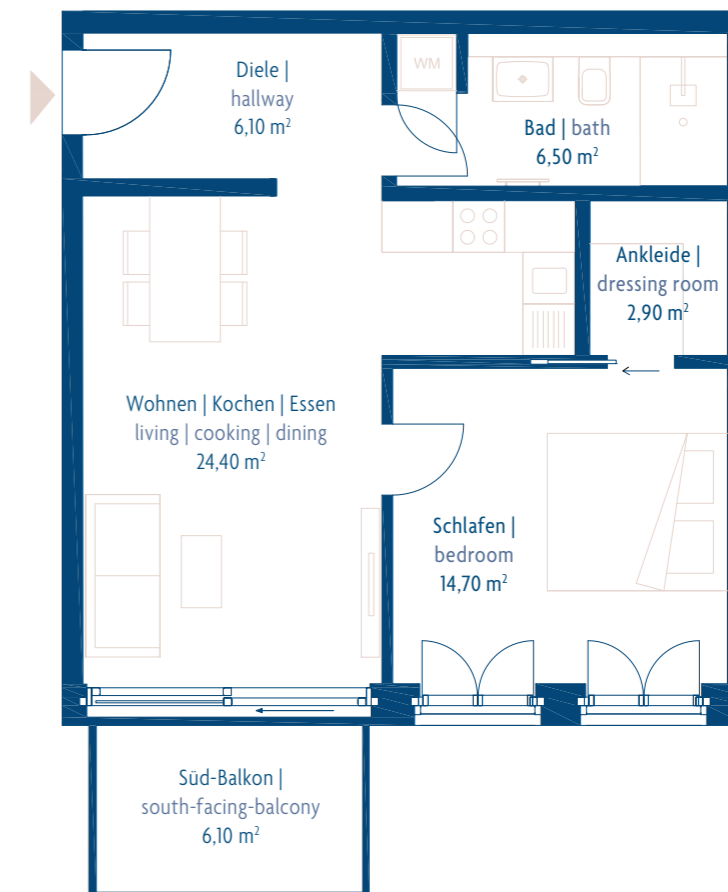 Diele |
hallway
6,10 m²
WM
Bad | bath
6,50 m²
Ankleide |
dressing room
2,90 m²
Wohnen | Kochen | Essen
living | cooking | dining
24,40 m²
Schlafen |
bedroom
14,70 m²
Süd-Balkon |
south-facing-balcony
6,10 m²